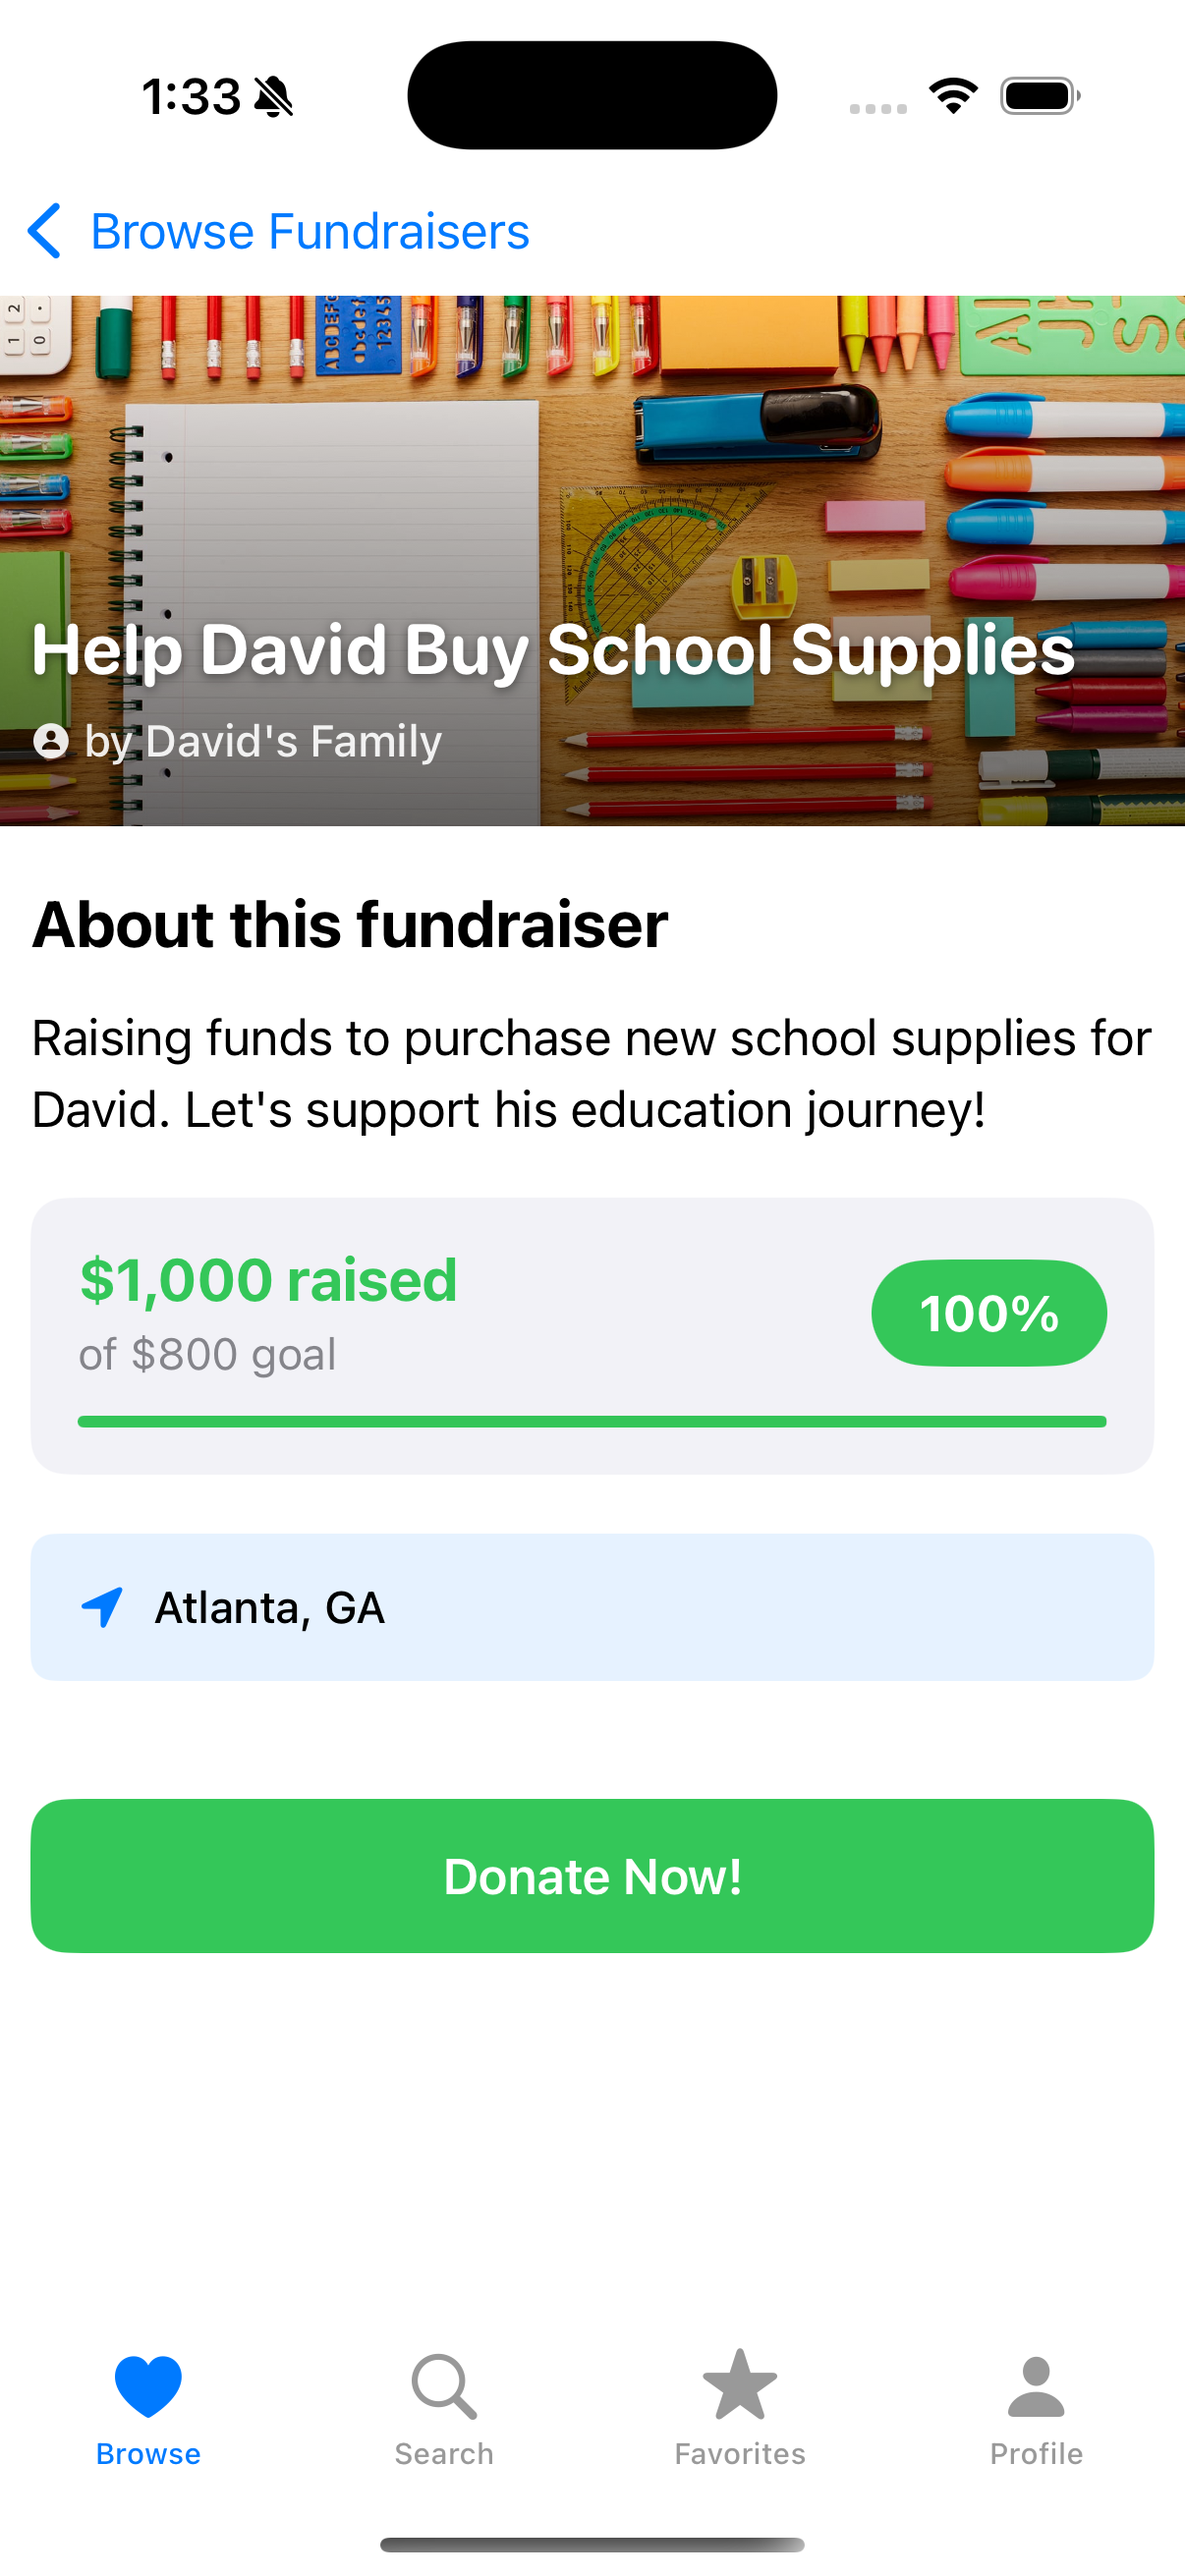 1:33
Browse Fundraisers
Help David Buy School Supplies
by David's Family
About this fundraiser
Raising funds to purchase new school supplies for
David. Let's support his education journey!
$1,000 raised
of $800 goal
100%
Atlanta, GA
Donate Now!
Browse
Search
Favorites
Profile